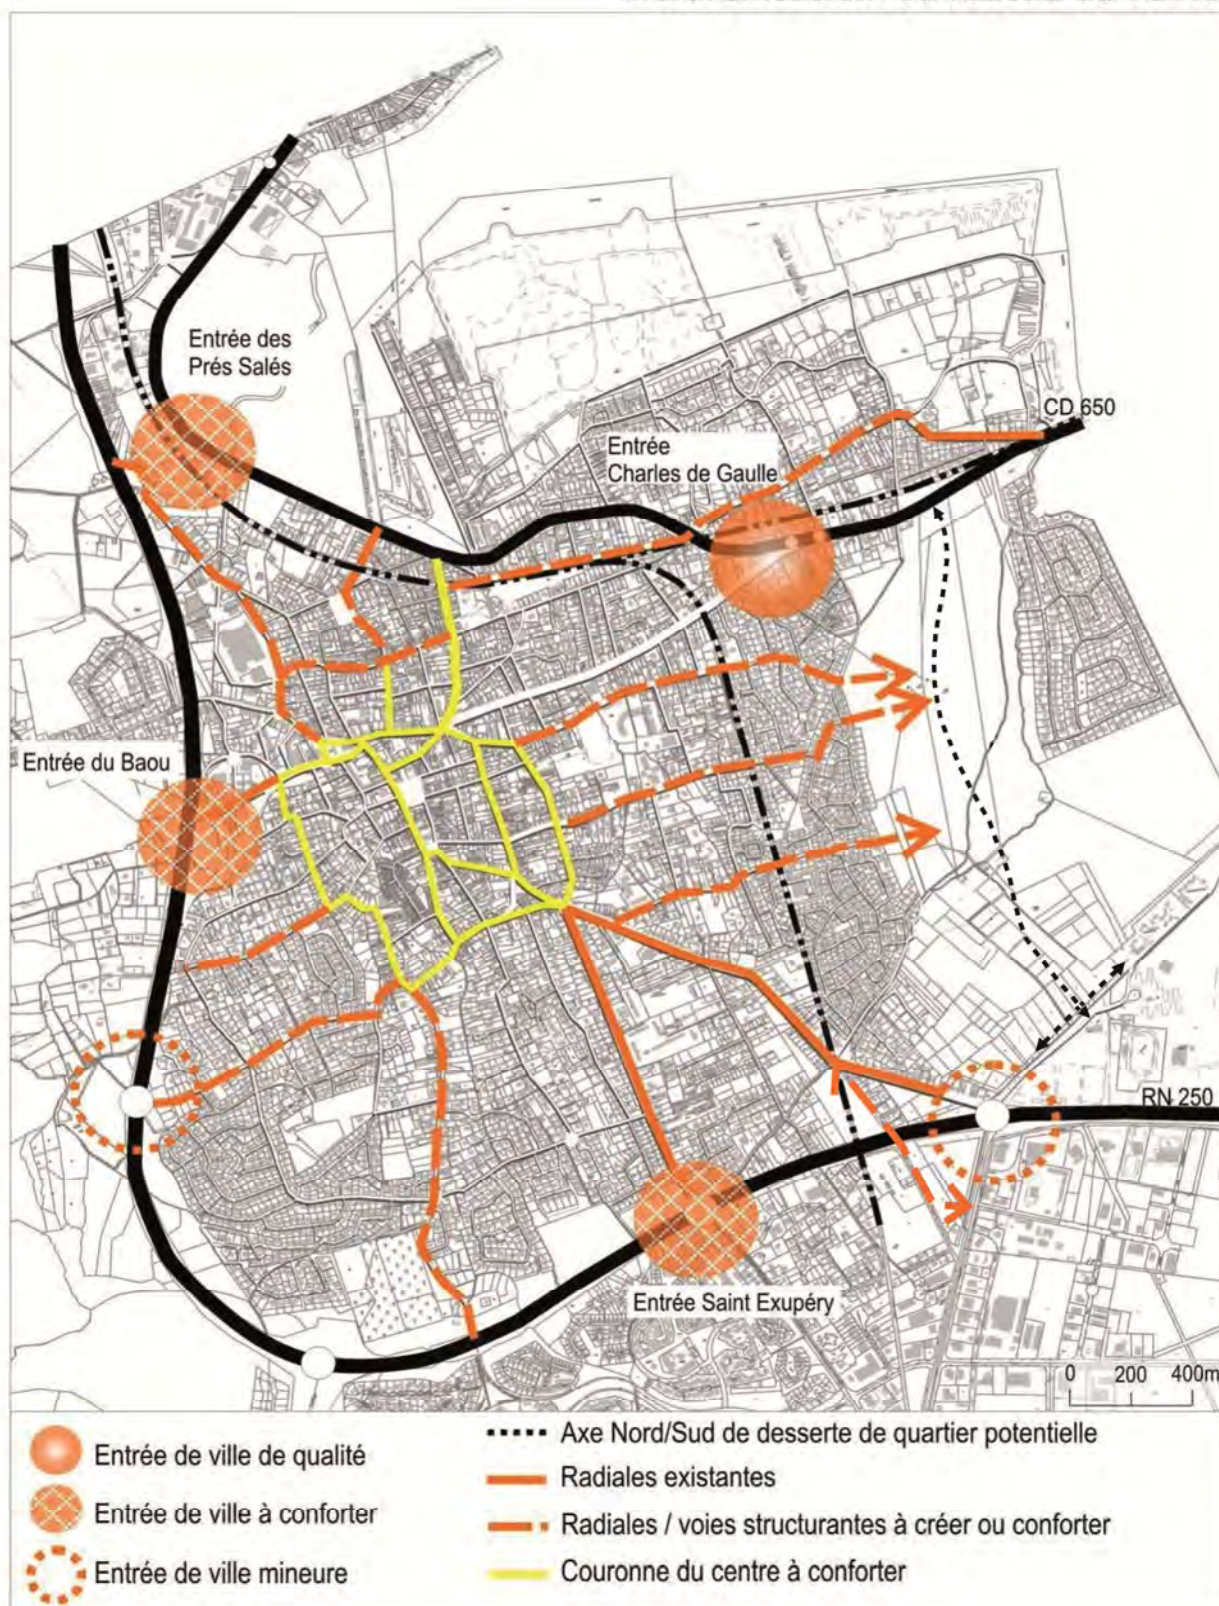 Entrée des
Prés Salés
CD 650
Entrée
Charles de Gaulle
Entrée du Baou
RN 250
Entrée Saint Exupéry
0 200 400m
Entrée de ville de qualité
Entrée de ville à conforter
Entrée de ville mineure
Axe Nord/Sud de desserte de quartier potentielle
Radiales existantes
Radiales / voies structurantes à créer ou conforter
Couronne du centre à conforter